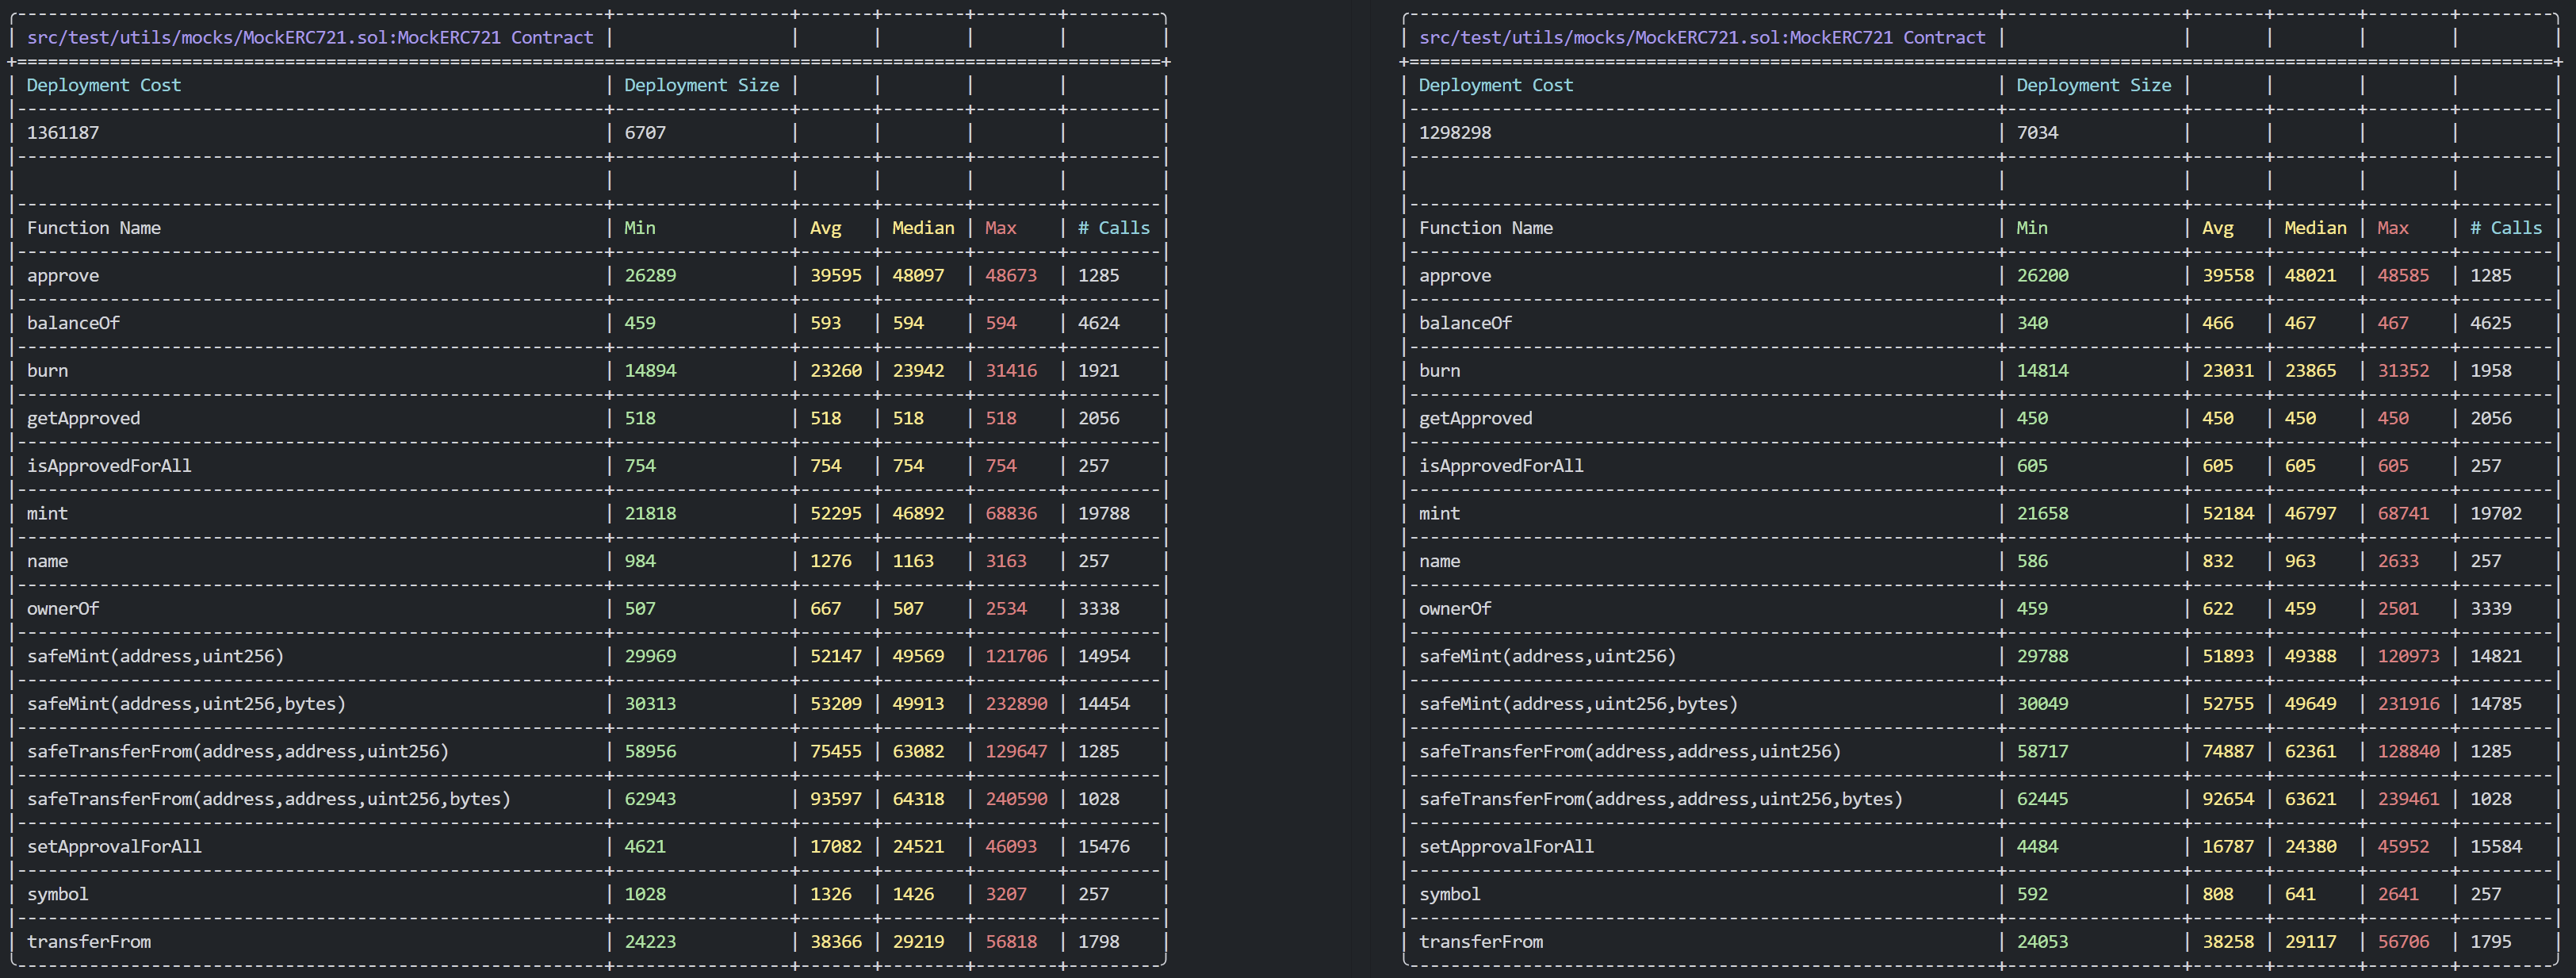 src/test/utils/mocks/MockERC721.sol:MockERC721 Contract
Deployment Cost | Deployment Size
1361187 | 6707
Function Name | Min | Avg | Median | Max | # Calls
approve | 26289 | 39595 | 48097 | 48673 | 1285
balanceOf | 459 | 593 | 594 | 594 | 4624
burn | 14894 | 23260 | 23942 | 31416 | 1921
getApproved | 518 | 518 | 518 | 518 | 2056
isApprovedForAll | 754 | 754 | 754 | 754 | 257
mint | 21818 | 52295 | 46892 | 68836 | 19788
name | 984 | 1276 | 1163 | 3163 | 257
ownerOf | 507 | 667 | 507 | 2534 | 3338
safeMint(address,uint256) | 29969 | 52147 | 49569 | 121706 | 14954
safeMint(address,uint256,bytes) | 30313 | 53209 | 49913 | 232890 | 14454
safeTransferFrom(address,address,uint256) | 58956 | 75455 | 63082 | 129647 | 1285
safeTransferFrom(address,address,uint256,bytes) | 62943 | 93597 | 64318 | 240590 | 1028
setApprovalForAll | 4621 | 17082 | 24521 | 46093 | 15476
symbol | 1028 | 1326 | 1426 | 3207 | 257
transferFrom | 24223 | 38366 | 29219 | 56818 | 1798
src/test/utils/mocks/MockERC721.sol:MockERC721 Contract
Deployment Cost | Deployment Size
1298298 | 7034
Function Name | Min | Avg | Median | Max | # Calls
approve | 26200 | 39558 | 48021 | 48585 | 1285
balanceOf | 340 | 466 | 467 | 467 | 4625
burn | 14814 | 23031 | 23865 | 31352 | 1958
getApproved | 450 | 450 | 450 | 450 | 2056
isApprovedForAll | 605 | 605 | 605 | 605 | 257
mint | 21658 | 52184 | 46797 | 68741 | 19702
name | 586 | 832 | 963 | 2633 | 257
ownerOf | 459 | 622 | 459 | 2501 | 3339
safeMint(address,uint256) | 29788 | 51893 | 49388 | 120973 | 14821
safeMint(address,uint256,bytes) | 30049 | 52755 | 49649 | 231916 | 14785
safeTransferFrom(address,address,uint256) | 58717 | 74887 | 62361 | 128840 | 1285
safeTransferFrom(address,address,uint256,bytes) | 62445 | 92654 | 63621 | 239461 | 1028
setApprovalForAll | 4484 | 16787 | 24380 | 45952 | 15584
symbol | 592 | 808 | 641 | 2641 | 257
transferFrom | 24053 | 38258 | 29117 | 56706 | 1795